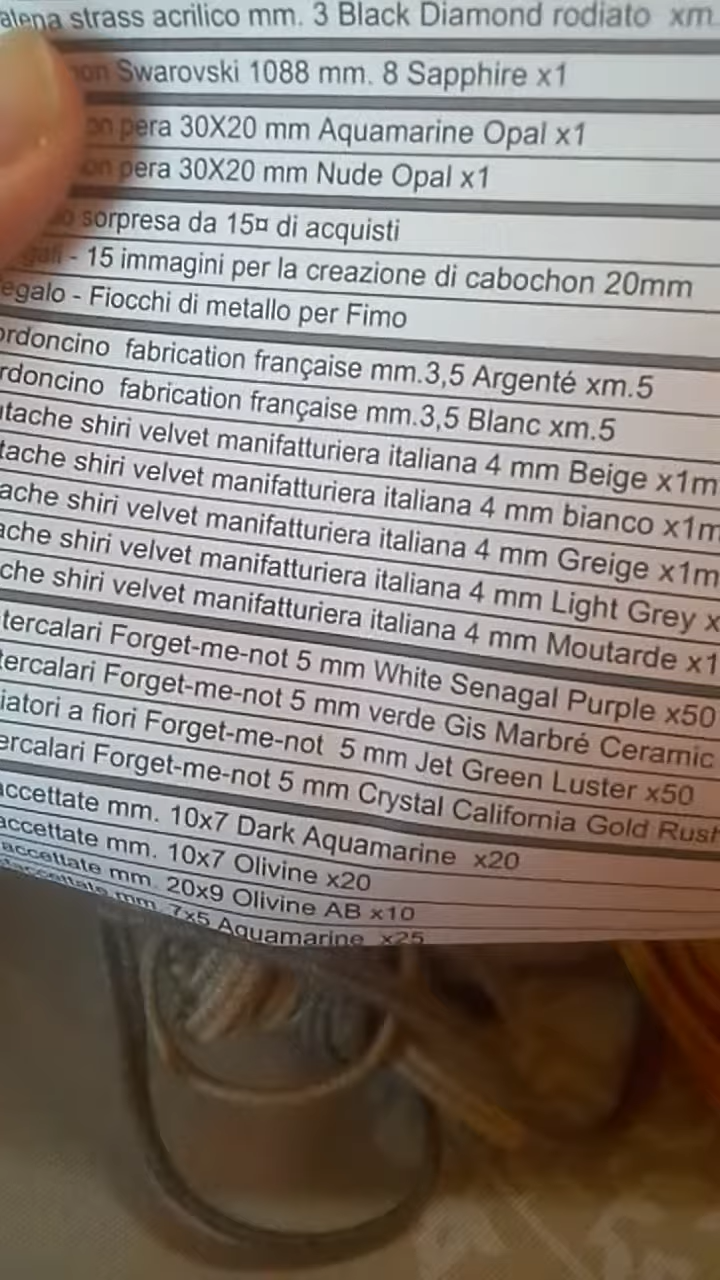 strass acrilico mm. 3 Black Diamond rodiato xm.
Swarovski 1088 mm. 8 Sapphire x1
pera 30X20 mm Aquamarine Opal x1
pera 30X20 mm Nude Opal x1
sorpresa da 15¤ di acquisti
- 15 immagini per la creazione di cabochon 20mm
egalo - Fiocchi di metallo per Fimo
ordoncino fabrication française mm.3,5 Argenté xm.5
rdoncino fabrication française mm.3,5 Blanc xm.5
tache shiri velvet manifatturiera italiana 4 mm Beige x1m
tache shiri velvet manifatturiera italiana 4 mm bianco x1m
ache shiri velvet manifatturiera italiana 4 mm Greige x1m
ache shiri velvet manifatturiera italiana 4 mm Light Grey x
che shiri velvet manifatturiera italiana 4 mm Moutarde x1
tercalari Forget-me-not 5 mm White Senagal Purple x50
tercalari Forget-me-not 5 mm verde Gis Marbré Ceramic
iatori a fiori Forget-me-not 5 mm Jet Green Luster x50
ercalari Forget-me-not 5 mm Crystal California Gold Rush
accettate mm. 10x7 Dark Aquamarine x20
accettate mm. 10x7 Olivine x20
accettate mm. 20x9 Olivine AB x10
accettate mm. 7x5 Aquamarine x25